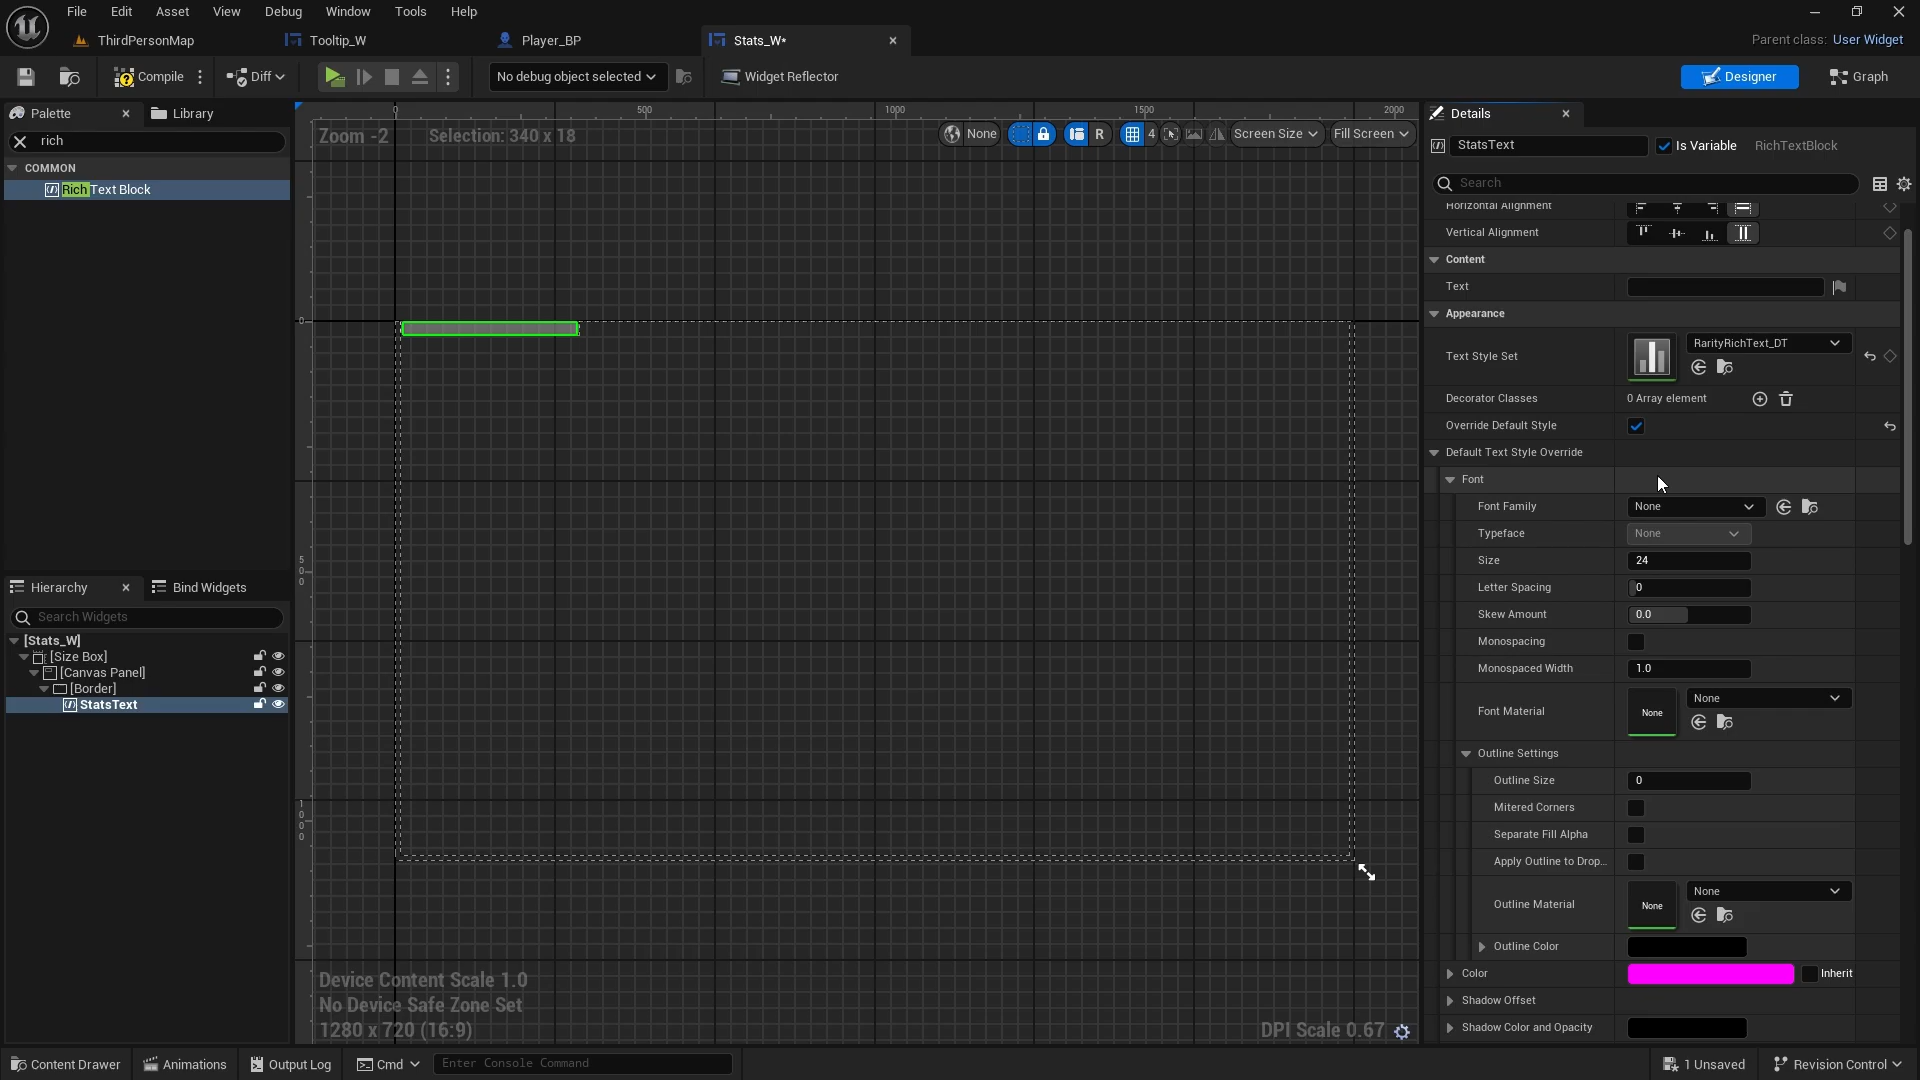 File Edit Asset View Debug Window Tools Help
ThirdPersonMap Tooltip_W Player_BP Stats_W*
Parent class: User Widget
Compile Diff No debug object selected Widget Reflector Designer Graph
Palette Library
rich
COMMON
Rich Text Block
0 500 1000 1500 2000
Zoom -2 Selection: 340 x 18 None R 4 Screen Size Fill Screen
0
5
0
0
1
0
0
0
Device Content Scale 1.0
No Device Safe Zone Set
1280 x 720 (16:9)
DPI Scale 0.67
Hierarchy Bind Widgets
Search Widgets
[Stats_W]
[Size Box]
[Canvas Panel]
[Border]
StatsText
Details
StatsText Is Variable RichTextBlock
Search
Horizontal Alignment
Vertical Alignment
Content
Text
Appearance
Text Style Set RarityRichText_DT
Decorator Classes 0 Array element
Override Default Style
Default Text Style Override
Font
Font Family None
Typeface None
Size 24
Letter Spacing 0
Skew Amount 0.0
Monospacing
Monospaced Width 1.0
Font Material None None
Outline Settings
Outline Size 0
Mitered Corners
Separate Fill Alpha
Apply Outline to Drop...
Outline Material None None
Outline Color
Color Inherit
Shadow Offset
Shadow Color and Opacity
Content Drawer Animations Output Log Cmd Enter Console Command 1 Unsaved Revision Control